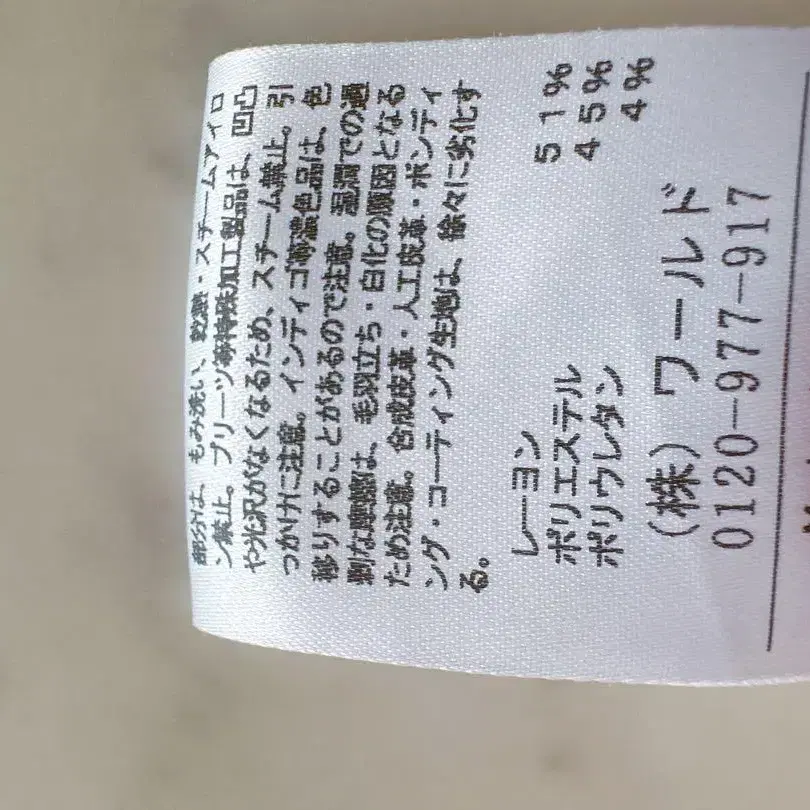 部分は、もみ洗い、乾燥・スチームアイロ
ン禁止。プリーツ等特殊加工製品は、凹凸
や光沢がなくなるため、スチーム禁止。引
っかけに注意。インディゴ等濃色品は、色
移りすることがあるので注意。湿潤での過
剰な摩擦は、毛羽立ち・白化の原因となる
ため注意。合成皮革・人工皮革・ボンディ
ング・コーティング生地は、徐々に劣化す
る。
レーヨン 51%
ポリエステル 45%
ポリウレタン 4%
(株) ワールド
0120-977-917